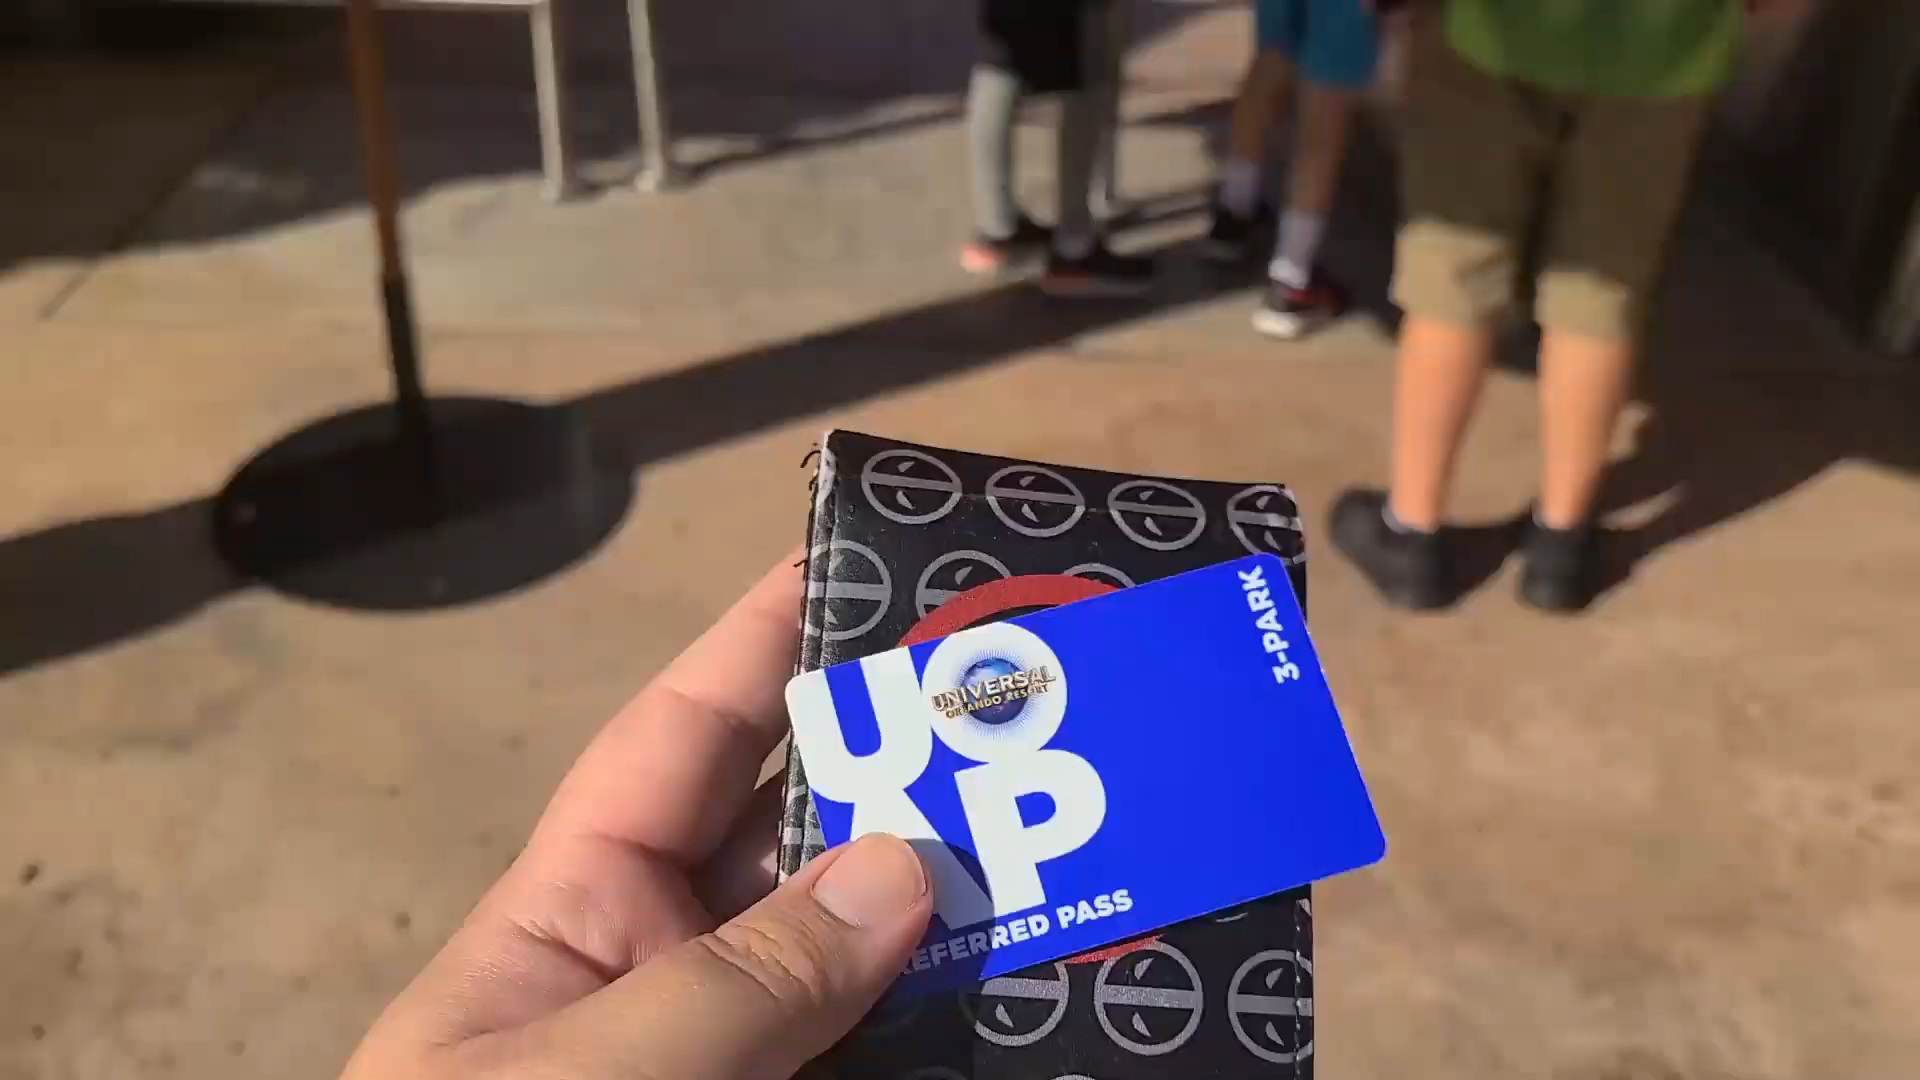 UO
UNIVERSAL
ORLANDO RESORT
AP
REFERRED PASS
3-PARK